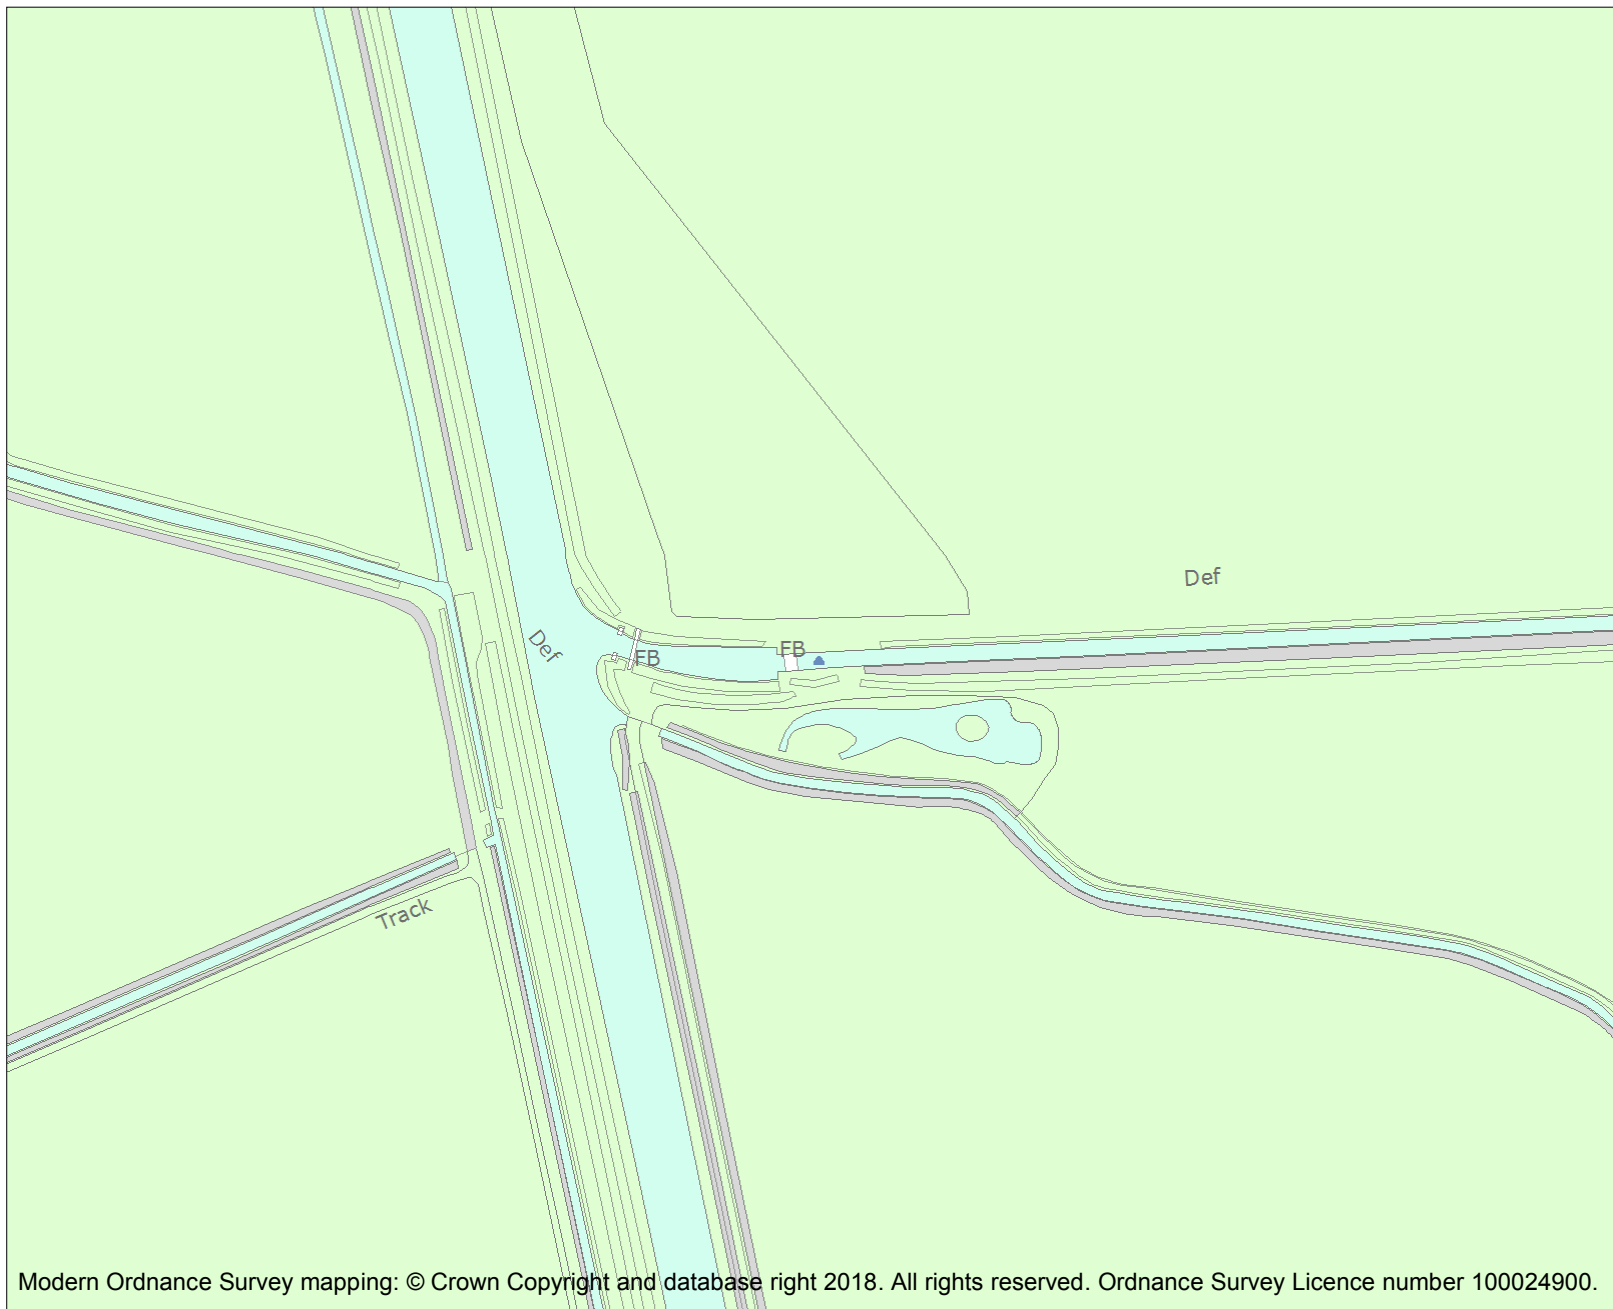 Def
Def
FB
FB
Track
Modern Ordnance Survey mapping: © Crown Copyright and database right 2018. All rights reserved. Ordnance Survey Licence number 100024900.